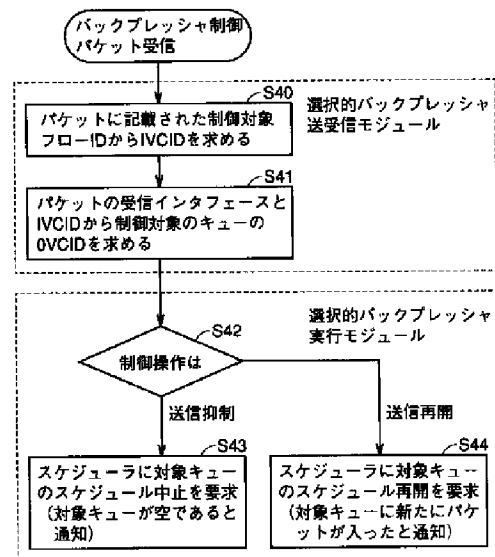 バックプレッシャ制御
パケット受信
S40
選択的バックプレッシャ
送受信モジュール
パケットに記載された制御対象
フローIDからIVCIDを求める
S41
パケットの受信インタフェースと
IVCIDから制御対象のキューの
OVCIDを求める
選択的バックプレッシャ
実行モジュール
S42
制御操作は
送信抑制
送信再開
S43
スケジューラに対象キュー
のスケジュール中止を要求
(対象キューが空であると
通知)
S44
スケジューラに対象キュー
のスケジュール再開を要求
(対象キューに新たにパケ
ットが入ったと通知)